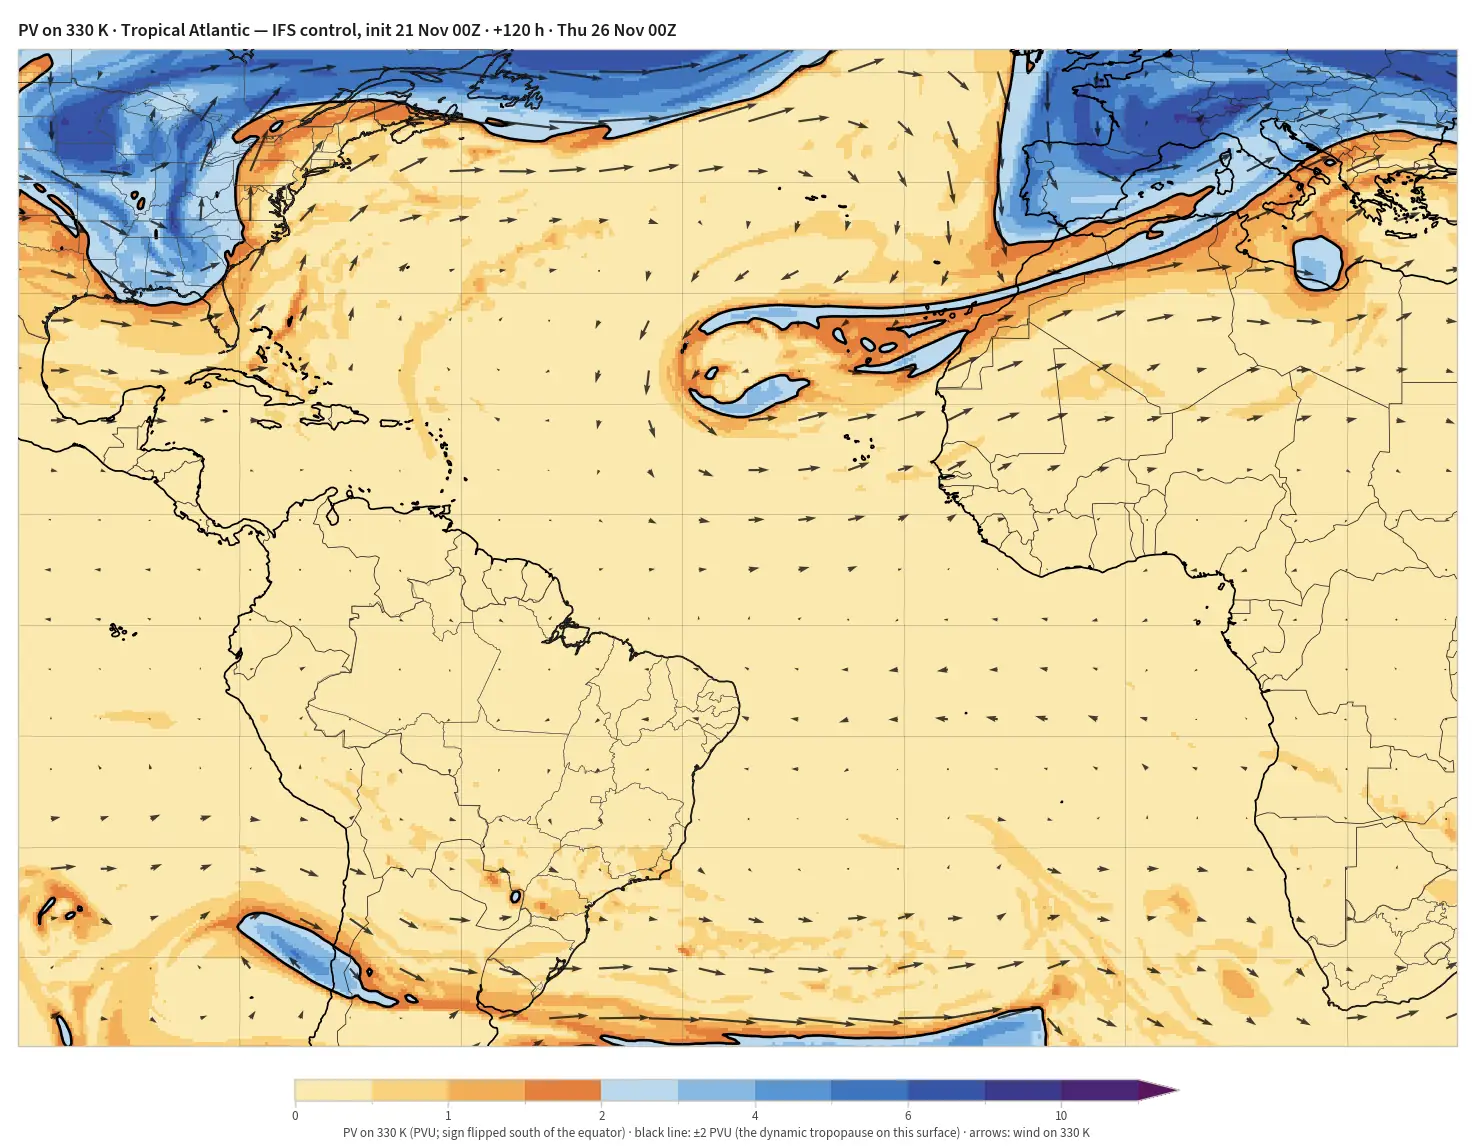 PV on 330 K · Tropical Atlantic — IFS control, init 21 Nov 00Z · +120 h · Thu 26 Nov 00Z
0 1 2 4 6 10
PV on 330 K (PVU; sign flipped south of the equator) · black line: ±2 PVU (the dynamic tropopause on this surface) · arrows: wind on 330 K